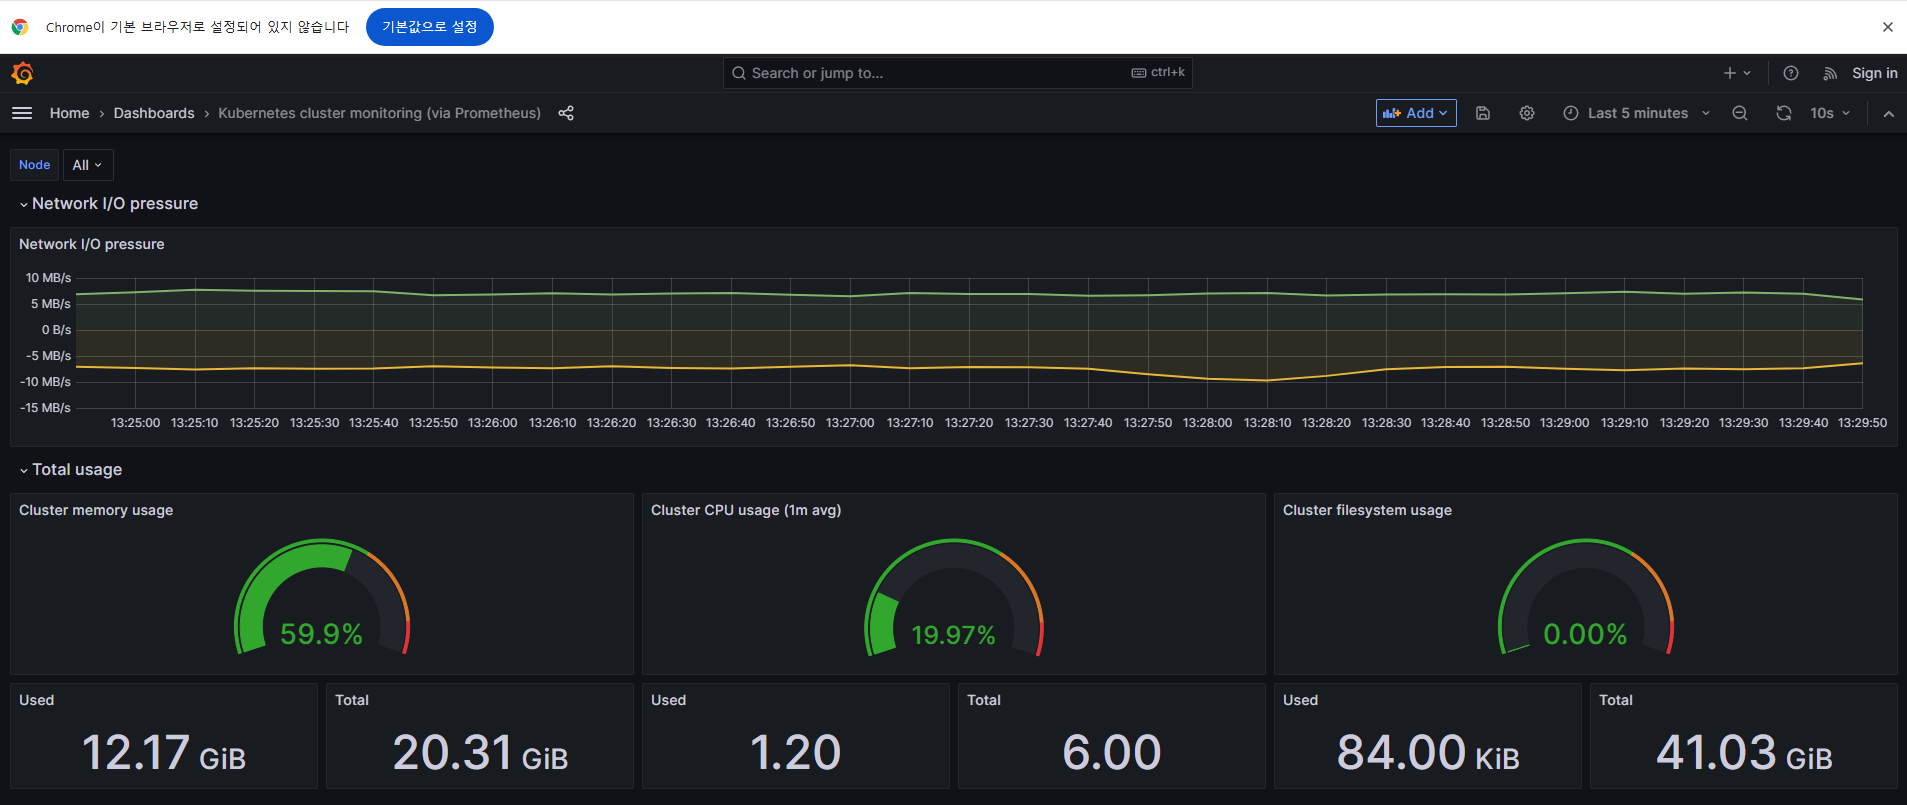 Chrome이 기본 브라우저로 설정되어 있지 않습니다 기본값으로 설정
Search or jump to... ctrl+k Sign in
Home Dashboards Kubernetes cluster monitoring (via Prometheus) Add Last 5 minutes 10s
Node All
Network I/O pressure
Network I/O pressure
10 MB/s
5 MB/s
0 B/s
-5 MB/s
-10 MB/s
-15 MB/s
13:25:00 13:25:10 13:25:20 13:25:30 13:25:40 13:25:50 13:26:00 13:26:10 13:26:20 13:26:30 13:26:40 13:26:50 13:27:00 13:27:10 13:27:20 13:27:30 13:27:40 13:27:50 13:28:00 13:28:10 13:28:20 13:28:30 13:28:40 13:28:50 13:29:00 13:29:10 13:29:20 13:29:30 13:29:40 13:29:50
Total usage
Cluster memory usage
59.9%
Cluster CPU usage (1m avg)
19.97%
Cluster filesystem usage
0.00%
Used
12.17 GiB
Total
20.31 GiB
Used
1.20
Total
6.00
Used
84.00 KiB
Total
41.03 GiB